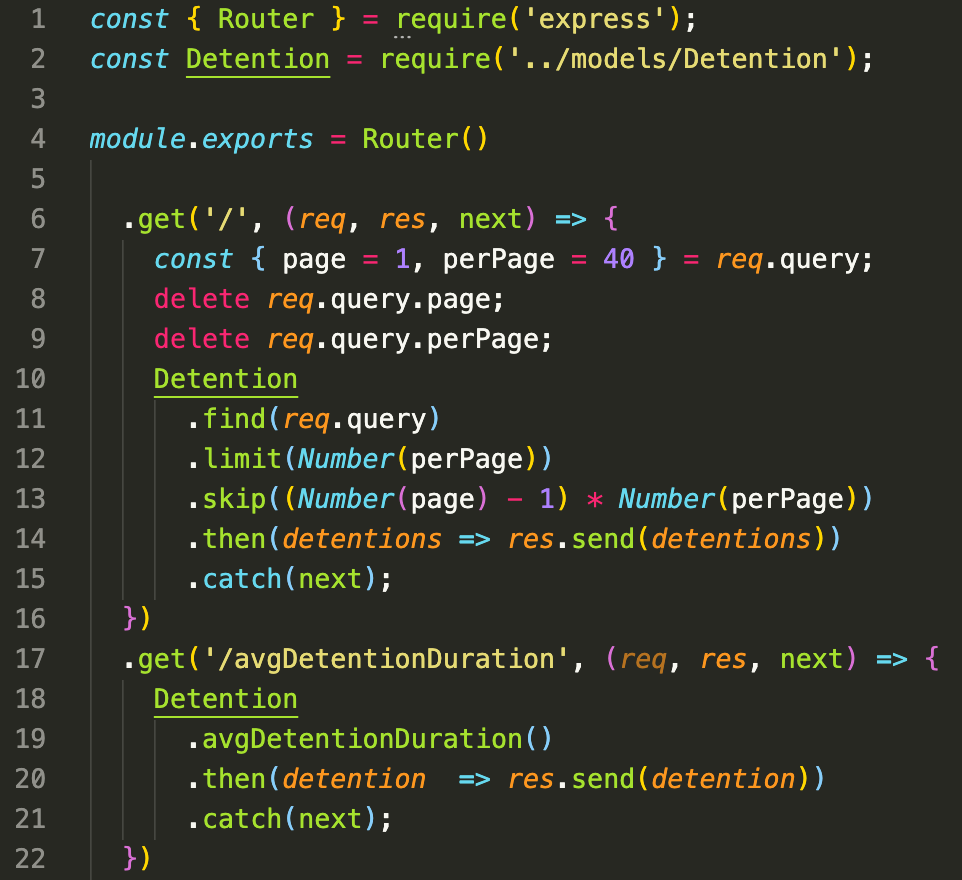 1 const { Router } = require('express');
2 const Detention = require('../models/Detention');
3
4 module.exports = Router()
5
6 .get('/', (req, res, next) => {
7 const { page = 1, perPage = 40 } = req.query;
8 delete req.query.page;
9 delete req.query.perPage;
10 Detention
11 .find(req.query)
12 .limit(Number(perPage))
13 .skip((Number(page) - 1) * Number(perPage))
14 .then(detentions => res.send(detentions))
15 .catch(next);
16 })
17 .get('/avgDetentionDuration', (req, res, next) => {
18 Detention
19 .avgDetentionDuration()
20 .then(detention  => res.send(detention))
21 .catch(next);
22 })